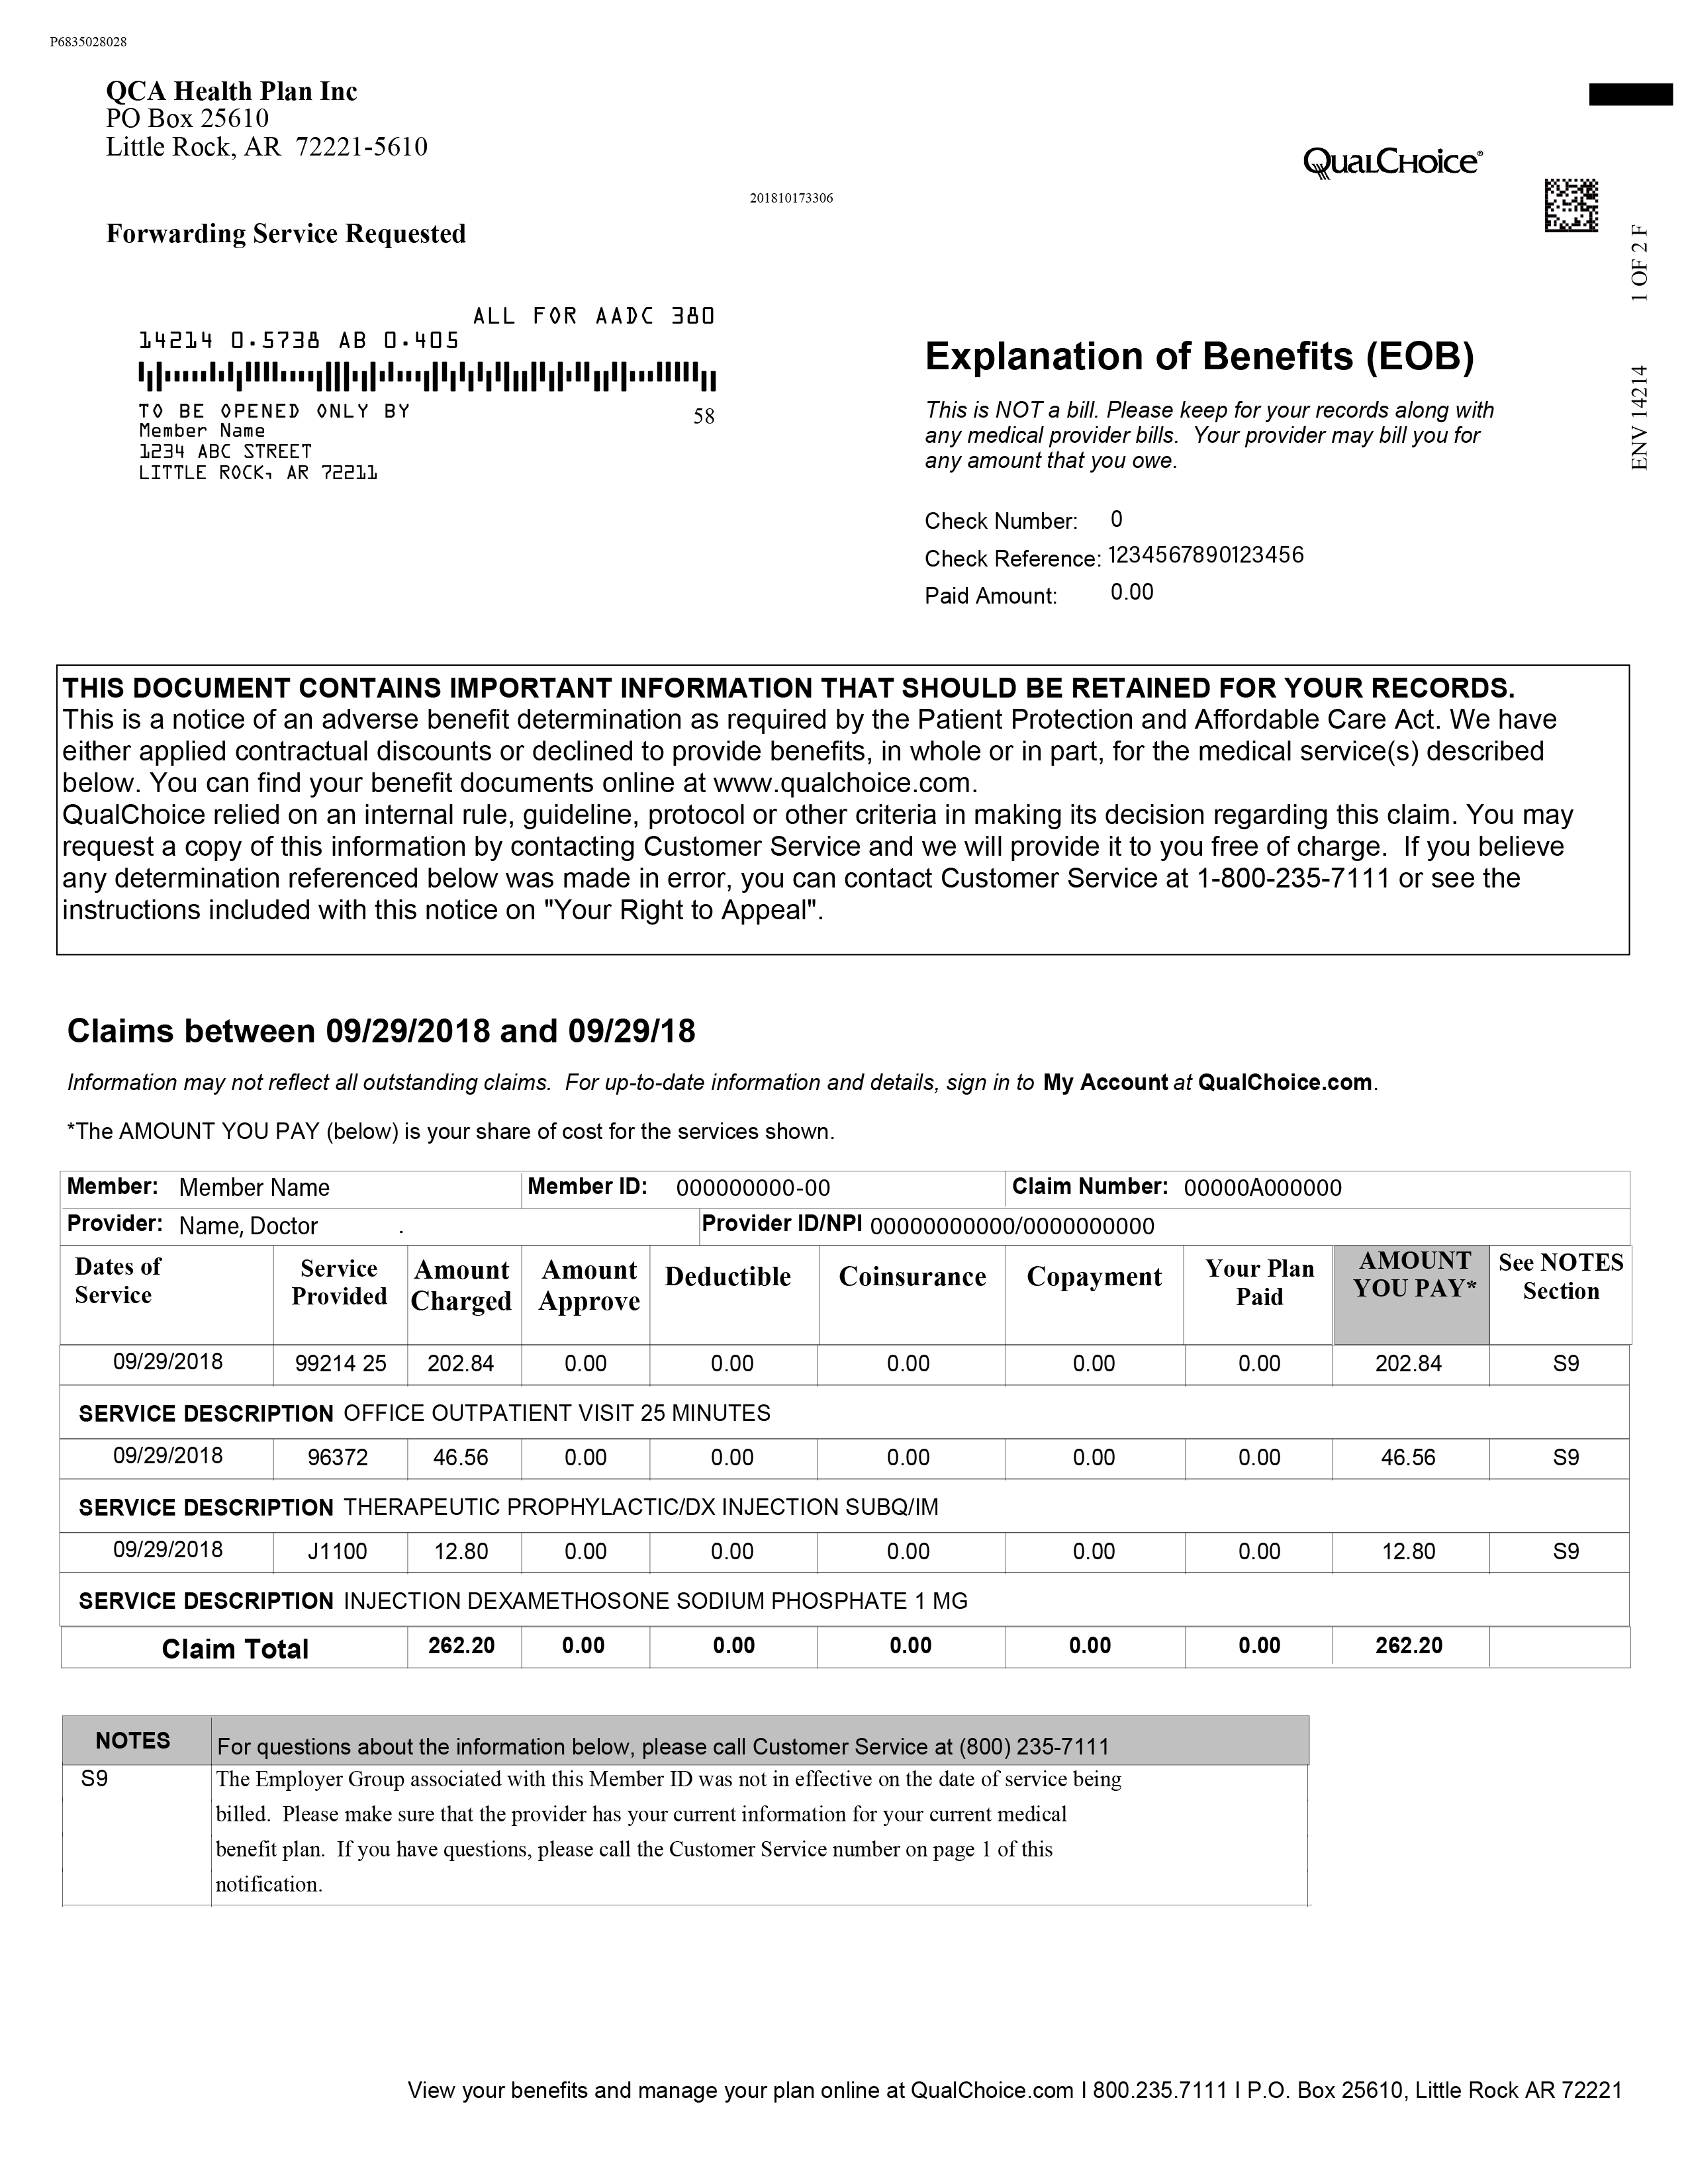 P6835028028
QCA Health Plan Inc
PO Box 25610
Little Rock, AR  72221-5610
QualChoice®
201810173306
Forwarding Service Requested
1 OF 2 F
ENV 14214
ALL FOR AADC 380
14214 0.5738 AB 0.405
TO BE OPENED ONLY BY
58
Member Name
1234 ABC STREET
LITTLE ROCK, AR 72211
Explanation of Benefits (EOB)
This is NOT a bill. Please keep for your records along with
any medical provider bills.  Your provider may bill you for
any amount that you owe.
Check Number: 0
Check Reference: 1234567890123456
Paid Amount: 0.00
THIS DOCUMENT CONTAINS IMPORTANT INFORMATION THAT SHOULD BE RETAINED FOR YOUR RECORDS.
This is a notice of an adverse benefit determination as required by the Patient Protection and Affordable Care Act. We have
either applied contractual discounts or declined to provide benefits, in whole or in part, for the medical service(s) described
below. You can find your benefit documents online at www.qualchoice.com.
QualChoice relied on an internal rule, guideline, protocol or other criteria in making its decision regarding this claim. You may
request a copy of this information by contacting Customer Service and we will provide it to you free of charge.  If you believe
any determination referenced below was made in error, you can contact Customer Service at 1-800-235-7111 or see the
instructions included with this notice on "Your Right to Appeal".
Claims between 09/29/2018 and 09/29/18
Information may not reflect all outstanding claims.  For up-to-date information and details, sign in to My Account at QualChoice.com.
*The AMOUNT YOU PAY (below) is your share of cost for the services shown.
Member: Member Name Member ID: 000000000-00 Claim Number: 00000A000000
Provider: Name, Doctor . Provider ID/NPI 00000000000/0000000000
Dates of Service Service Provided Amount Charged Amount Approve Deductible Coinsurance Copayment Your Plan Paid AMOUNT YOU PAY* See NOTES Section
09/29/2018 99214 25 202.84 0.00 0.00 0.00 0.00 0.00 202.84 S9
SERVICE DESCRIPTION OFFICE OUTPATIENT VISIT 25 MINUTES
09/29/2018 96372 46.56 0.00 0.00 0.00 0.00 0.00 46.56 S9
SERVICE DESCRIPTION THERAPEUTIC PROPHYLACTIC/DX INJECTION SUBQ/IM
09/29/2018 J1100 12.80 0.00 0.00 0.00 0.00 0.00 12.80 S9
SERVICE DESCRIPTION INJECTION DEXAMETHOSONE SODIUM PHOSPHATE 1 MG
Claim Total 262.20 0.00 0.00 0.00 0.00 0.00 262.20
NOTES For questions about the information below, please call Customer Service at (800) 235-7111
S9 The Employer Group associated with this Member ID was not in effective on the date of service being
billed.  Please make sure that the provider has your current information for your current medical
benefit plan.  If you have questions, please call the Customer Service number on page 1 of this
notification.
View your benefits and manage your plan online at QualChoice.com I 800.235.7111 I P.O. Box 25610, Little Rock AR 72221